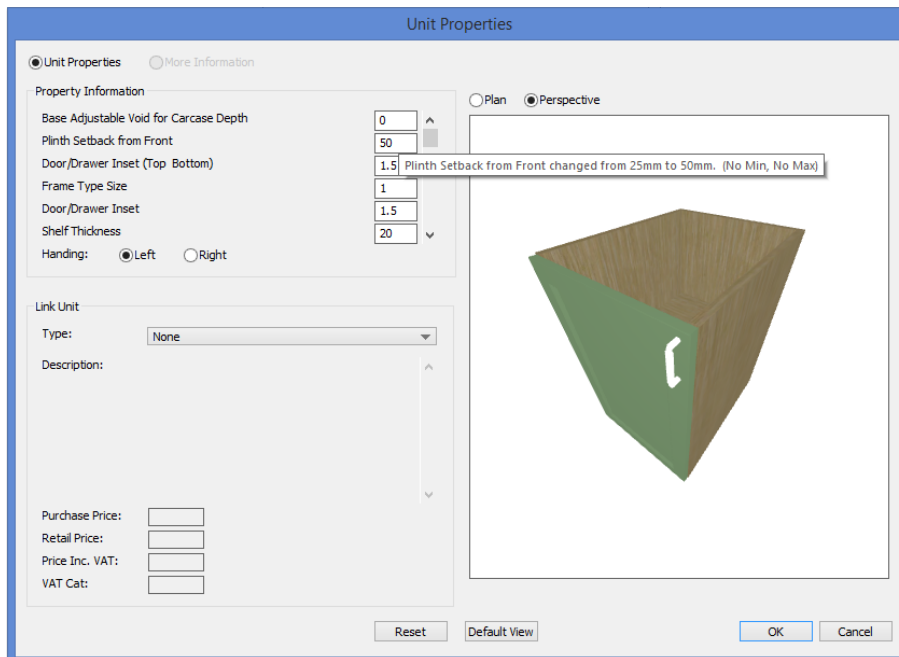 Unit Properties
Unit Properties More Information
Property Information
Plan Perspective
Base Adjustable Void for Carcase Depth 0
Plinth Setback from Front 50
Door/Drawer Inset (Top Bottom) 1.5 Plinth Setback from Front changed from 25mm to 50mm. (No Min, No Max)
Frame Type Size 1
Door/Drawer Inset 1.5
Shelf Thickness 20
Handing: Left Right
Link Unit
Type: None
Description:
Purchase Price:
Retail Price:
Price Inc. VAT:
VAT Cat:
Reset Default View OK Cancel